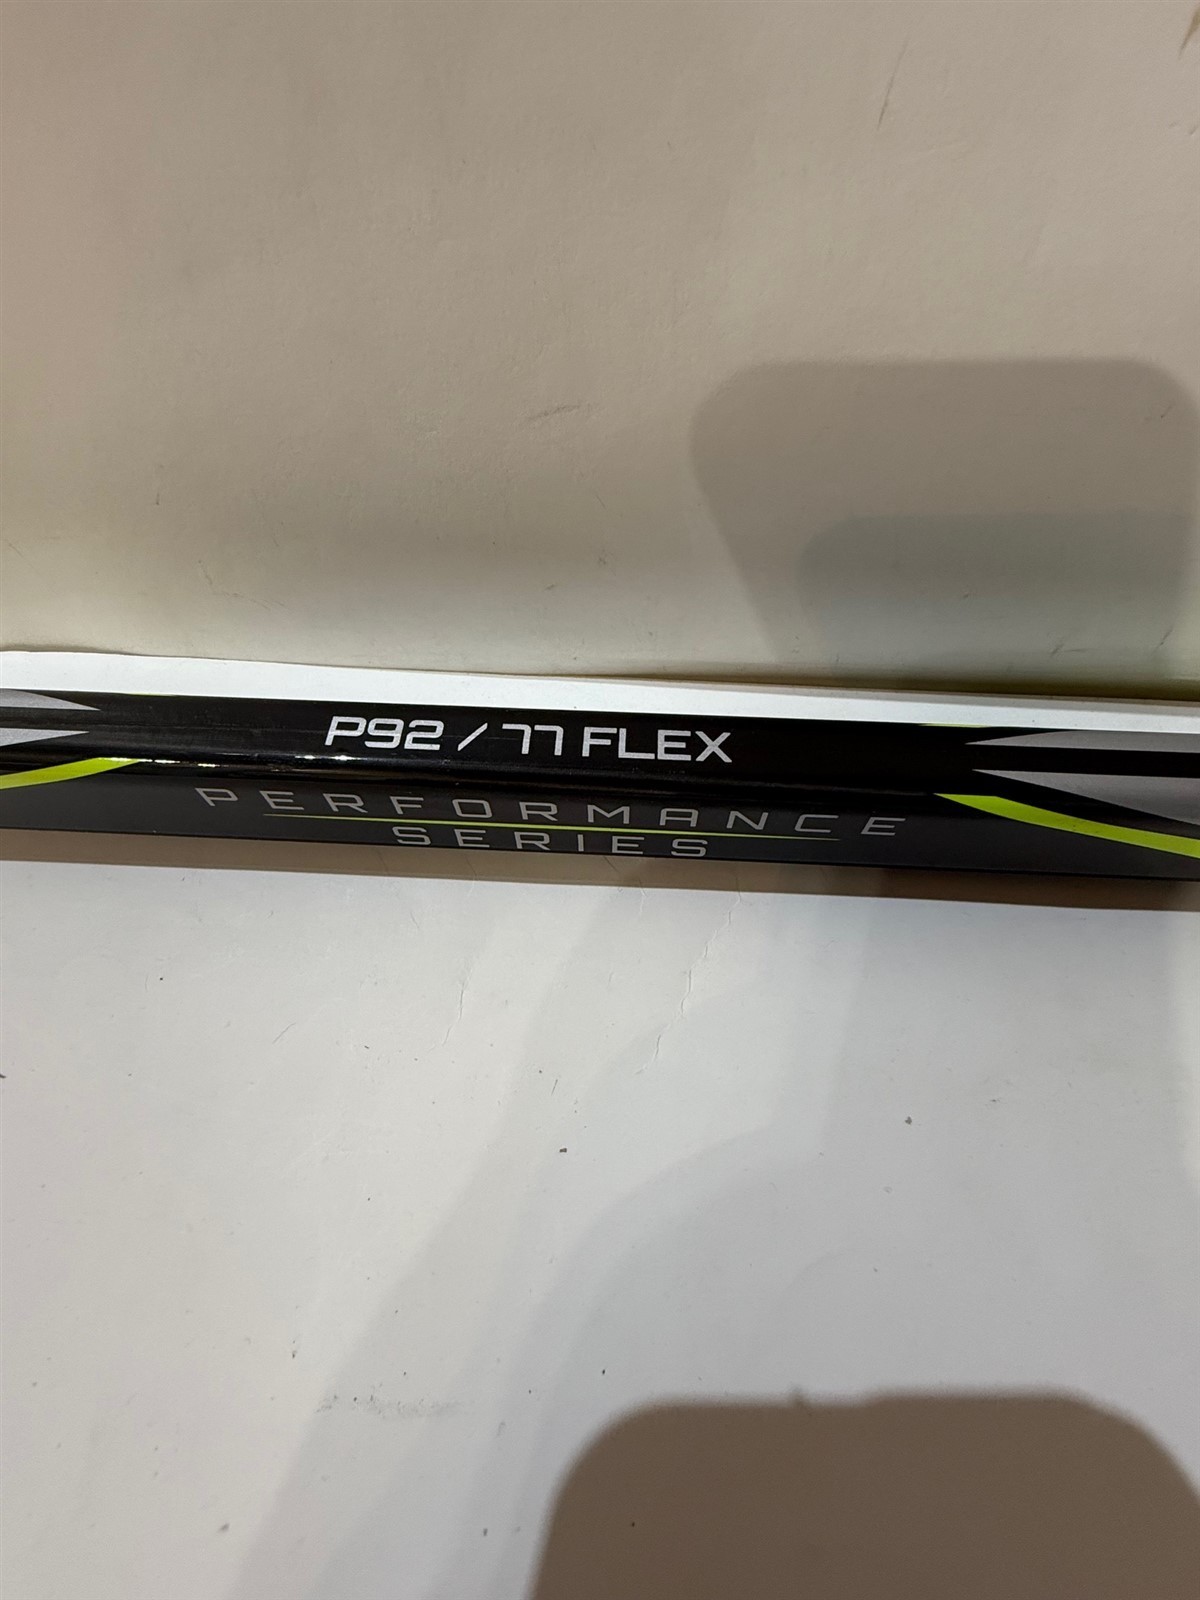 P92 / 77 FLEX
PERFORMANCE
SERIES